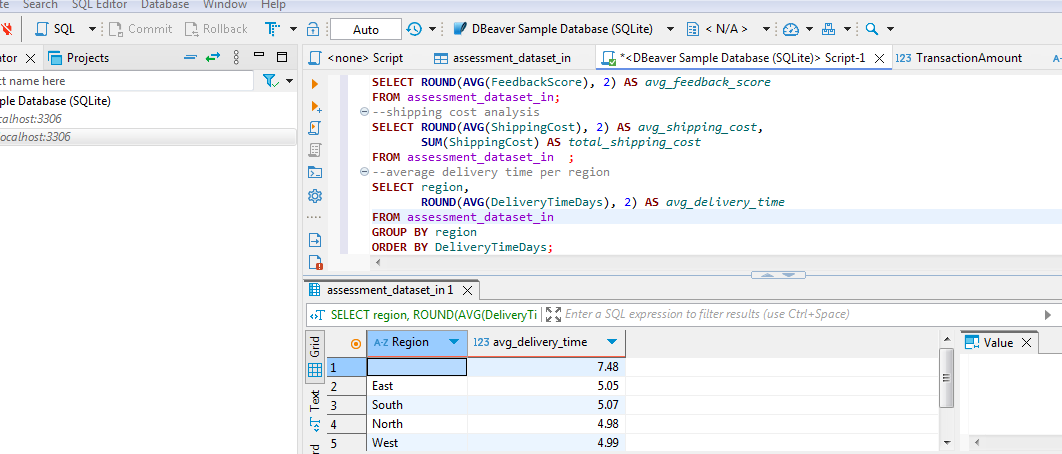 te Search SQL Editor Database Window Help
SQL Commit Rollback T Auto DBeaver Sample Database (SQLite) < N/A >
ator Projects
ct name here
ple Database (SQLite)
calhost:3306
ocalhost:3306
<none> Script assessment_dataset_in *<DBeaver Sample Database (SQLite)> Script-1 123 TransactionAmount A-
SELECT ROUND(AVG(FeedbackScore), 2) AS avg_feedback_score
FROM assessment_dataset_in;
--shipping cost analysis
SELECT ROUND(AVG(ShippingCost), 2) AS avg_shipping_cost,
SUM(ShippingCost) AS total_shipping_cost
FROM assessment_dataset_in ;
--average delivery time per region
SELECT region,
ROUND(AVG(DeliveryTimeDays), 2) AS avg_delivery_time
FROM assessment_dataset_in
GROUP BY region
ORDER BY DeliveryTimeDays;
assessment_dataset_in 1
SELECT region, ROUND(AVG(DeliveryTi Enter a SQL expression to filter results (use Ctrl+Space)
Grid
Text
rd
A-Z Region 123 avg_delivery_time
Value
1 7.48
2 East 5.05
3 South 5.07
4 North 4.98
5 West 4.99